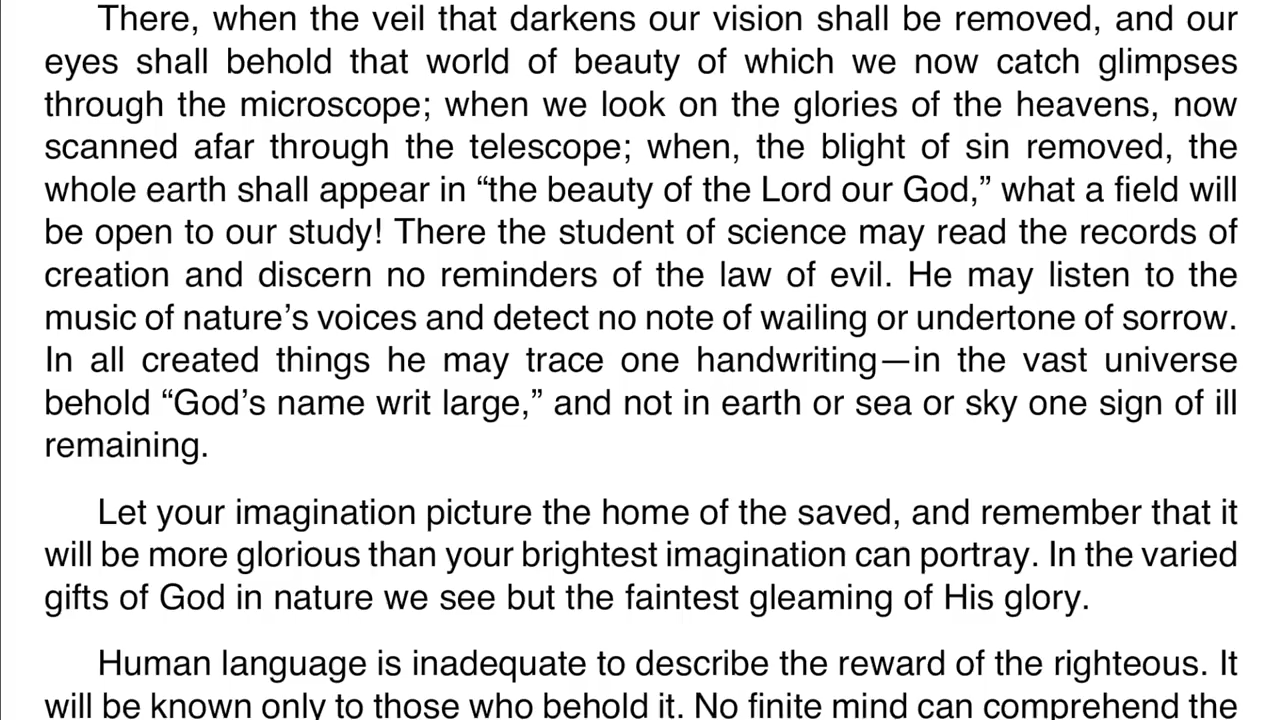 There, when the veil that darkens our vision shall be removed, and our
eyes shall behold that world of beauty of which we now catch glimpses
through the microscope; when we look on the glories of the heavens, now
scanned afar through the telescope; when, the blight of sin removed, the
whole earth shall appear in “the beauty of the Lord our God,” what a field will
be open to our study! There the student of science may read the records of
creation and discern no reminders of the law of evil. He may listen to the
music of nature’s voices and detect no note of wailing or undertone of sorrow.
In all created things he may trace one handwriting—in the vast universe
behold “God’s name writ large,” and not in earth or sea or sky one sign of ill
remaining.
Let your imagination picture the home of the saved, and remember that it
will be more glorious than your brightest imagination can portray. In the varied
gifts of God in nature we see but the faintest gleaming of His glory.
Human language is inadequate to describe the reward of the righteous. It
will be known only to those who behold it. No finite mind can comprehend the